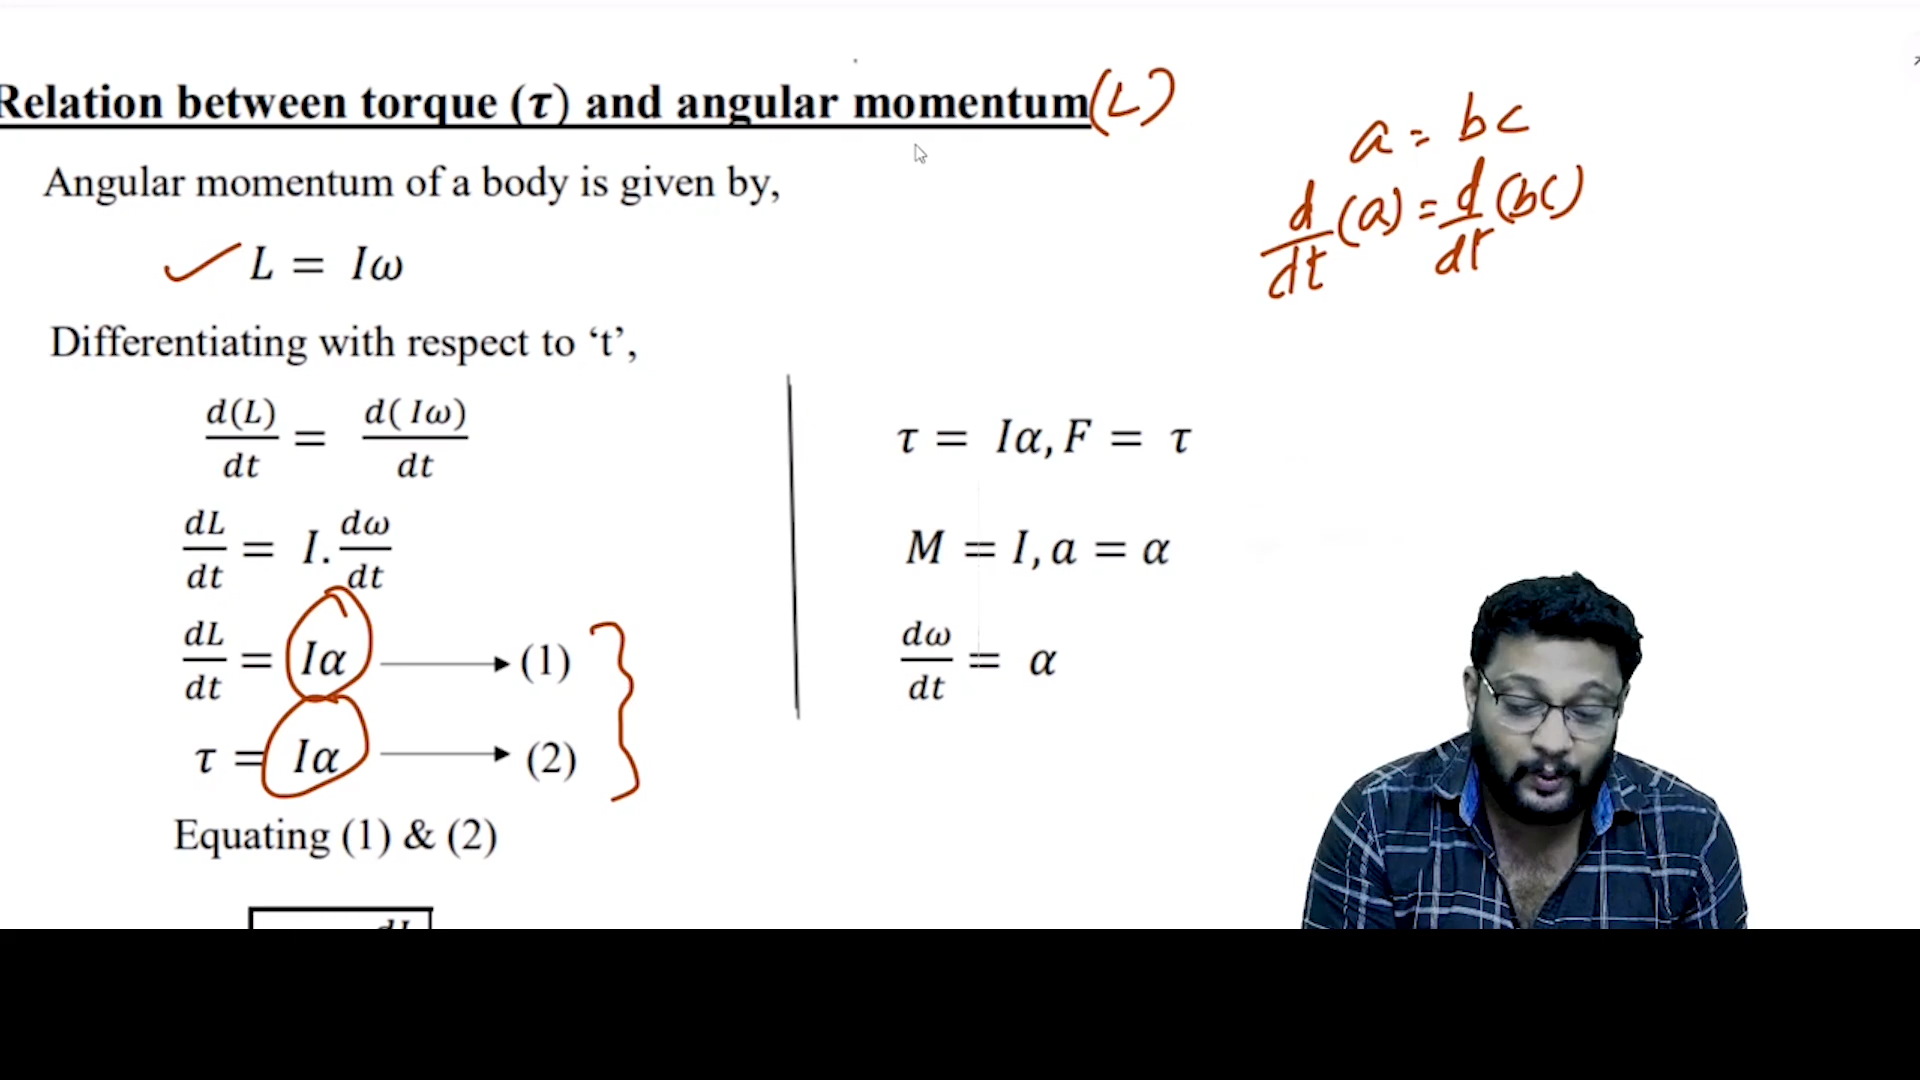 Relation between torque (τ) and angular momentum (L)
Angular momentum of a body is given by,
L = Iω
Differentiating with respect to ‘t’,
d(L)/dt = d( Iω)/dt
dL/dt = I. dω/dt
dL/dt = Iα → (1)
τ = Iα → (2)
Equating (1) & (2)
τ = Iα, F = τ
M = I, a = α
dω/dt = α
a = bc
d/dt (a) = d/dt (bc)